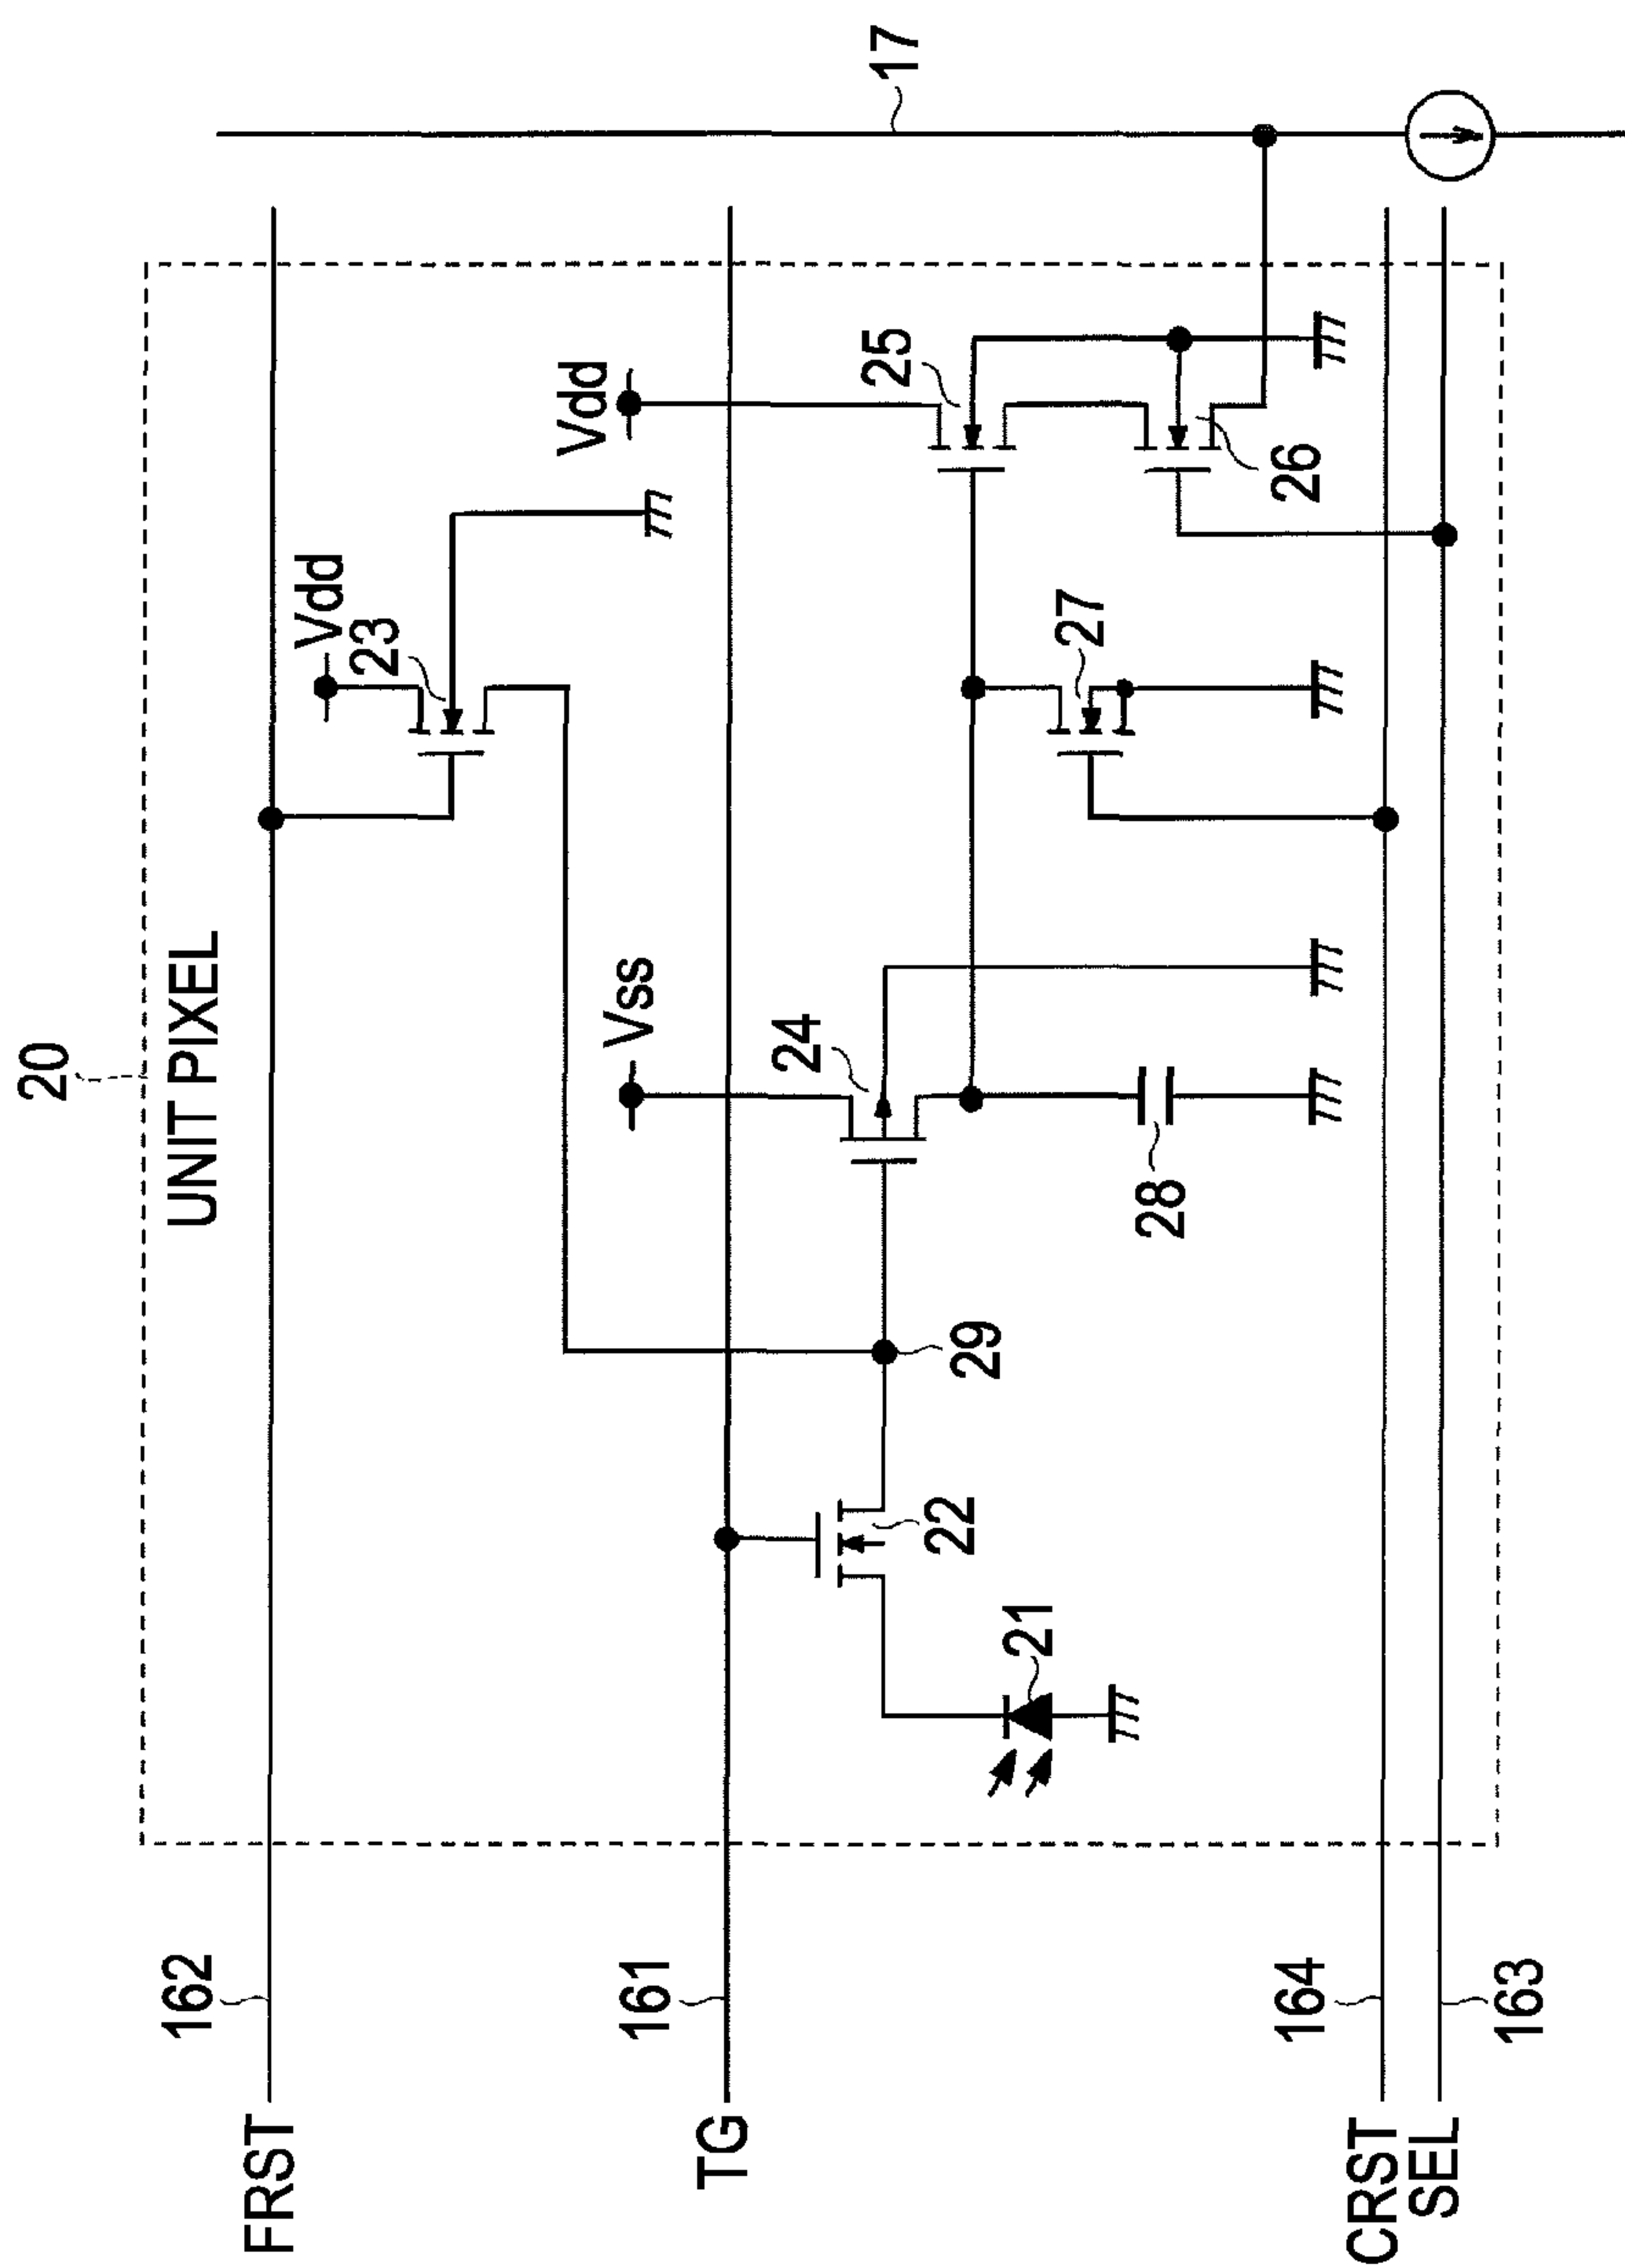 20
UNIT PIXEL
162
FRST
Vdd
23
17
161
TG
Vss
Vdd
24
25
29
22
21
28
27
26
164
CRST
SEL
163